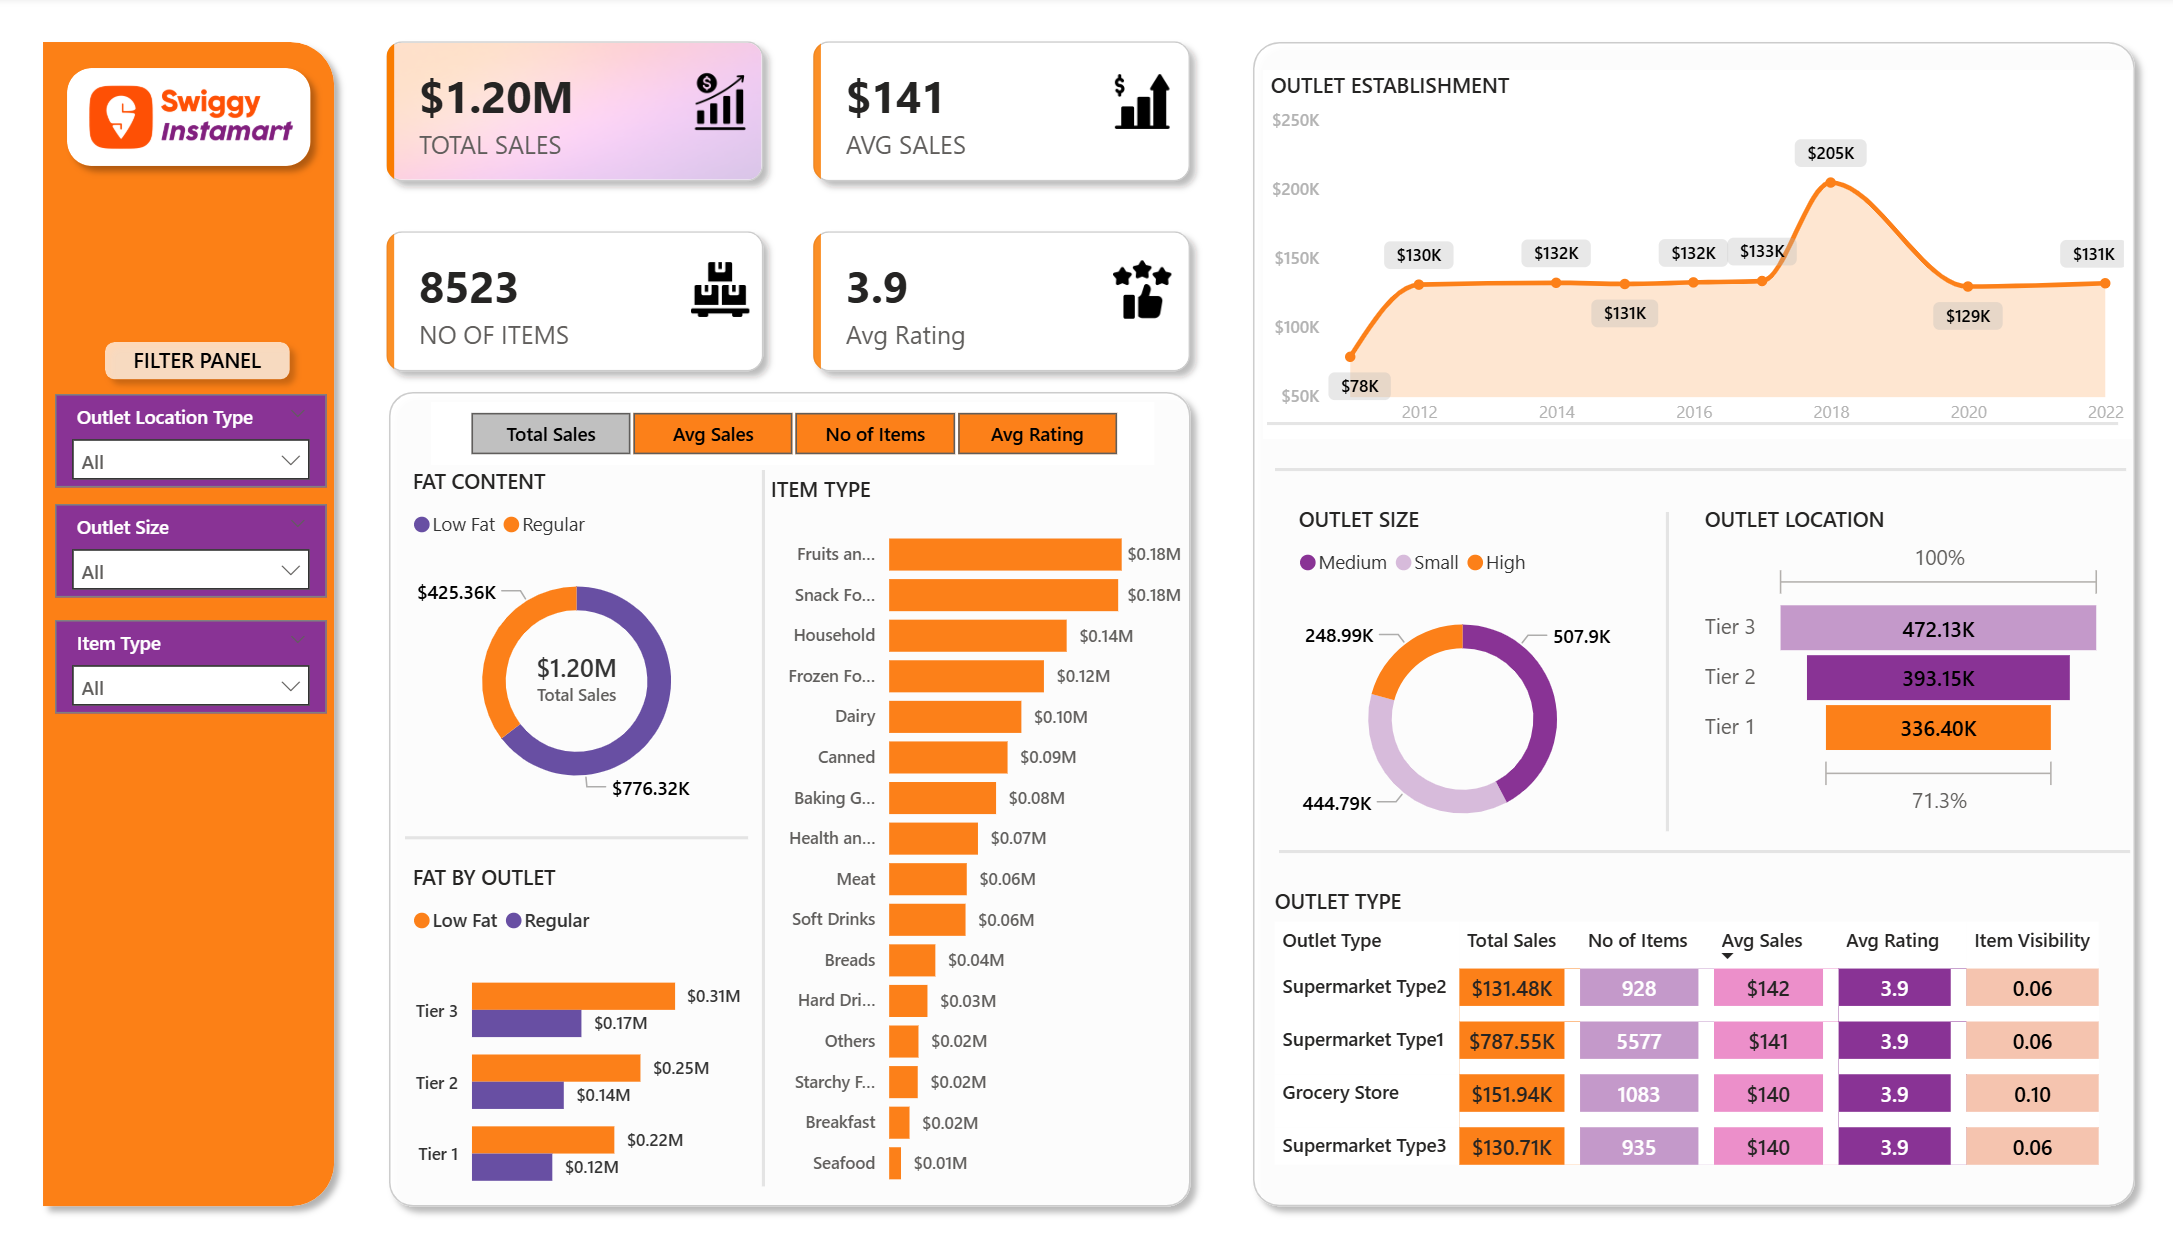 Swiggy
Instamart
FILTER PANEL
Outlet Location Type
All
Outlet Size
All
Item Type
All
$1.20M
TOTAL SALES
$
$141
AVG SALES
$
8523
NO OF ITEMS
3.9
Avg Rating
Total Sales Avg Sales No of Items Avg Rating
FAT CONTENT
Low Fat Regular
$425.36K
$1.20M
Total Sales
$776.32K
FAT BY OUTLET
Low Fat Regular
Tier 3 $0.31M
$0.17M
Tier 2 $0.25M
$0.14M
Tier 1 $0.22M
$0.12M
ITEM TYPE
Fruits an... $0.18M
Snack Fo... $0.18M
Household $0.14M
Frozen Fo... $0.12M
Dairy $0.10M
Canned $0.09M
Baking G... $0.08M
Health an... $0.07M
Meat $0.06M
Soft Drinks $0.06M
Breads $0.04M
Hard Dri... $0.03M
Others $0.02M
Starchy F... $0.02M
Breakfast $0.02M
Seafood $0.01M
OUTLET ESTABLISHMENT
$250K
$200K
$150K
$100K
$50K
$78K
$130K
$132K
$131K
$132K
$133K
$205K
$129K
$131K
2012 2014 2016 2018 2020 2022
OUTLET SIZE
Medium Small High
248.99K
507.9K
444.79K
OUTLET LOCATION
100%
Tier 3 472.13K
Tier 2 393.15K
Tier 1 336.40K
71.3%
OUTLET TYPE
Outlet Type Total Sales No of Items Avg Sales Avg Rating Item Visibility
Supermarket Type2 $131.48K 928 $142 3.9 0.06
Supermarket Type1 $787.55K 5577 $141 3.9 0.06
Grocery Store $151.94K 1083 $140 3.9 0.10
Supermarket Type3 $130.71K 935 $140 3.9 0.06